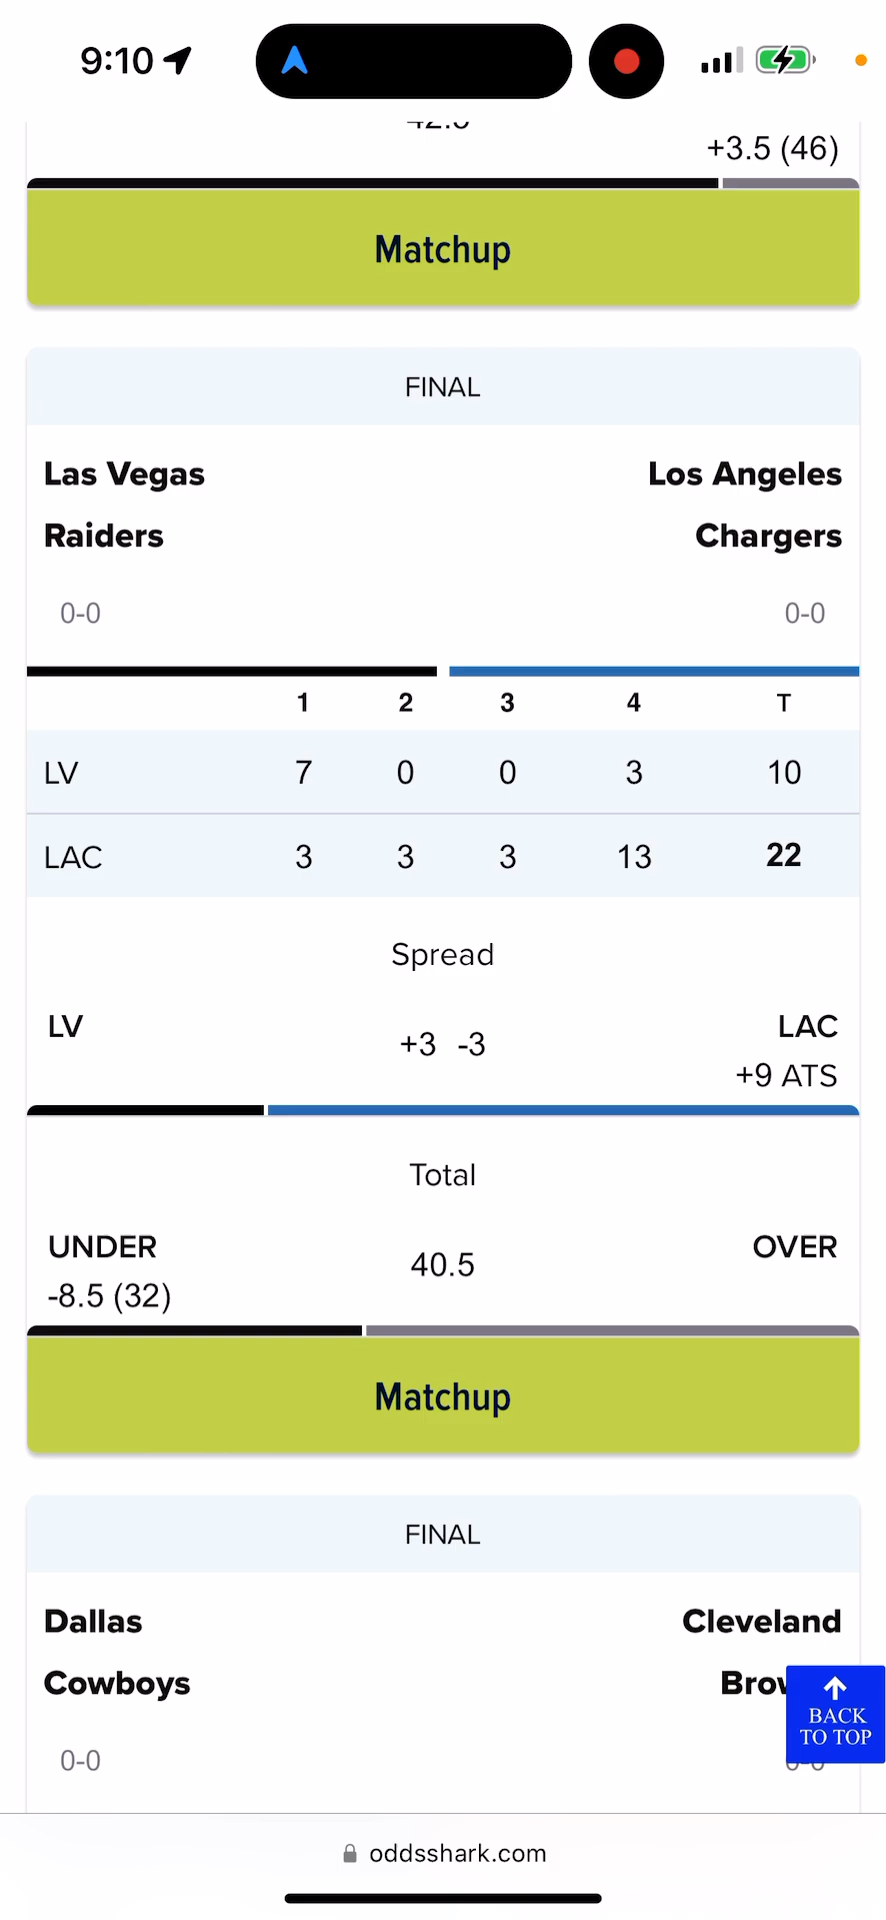 9:10
+3.5 (46)
Matchup
FINAL
Las Vegas Raiders
Los Angeles Chargers
0-0
0-0
1 2 3 4 T
LV 7 0 0 3 10
LAC 3 3 3 13 22
Spread
LV
+3 -3
LAC
+9 ATS
Total
UNDER
-8.5 (32)
40.5
OVER
Matchup
FINAL
Dallas Cowboys
Cleveland
0-0
BACK
TO TOP
oddsshark.com